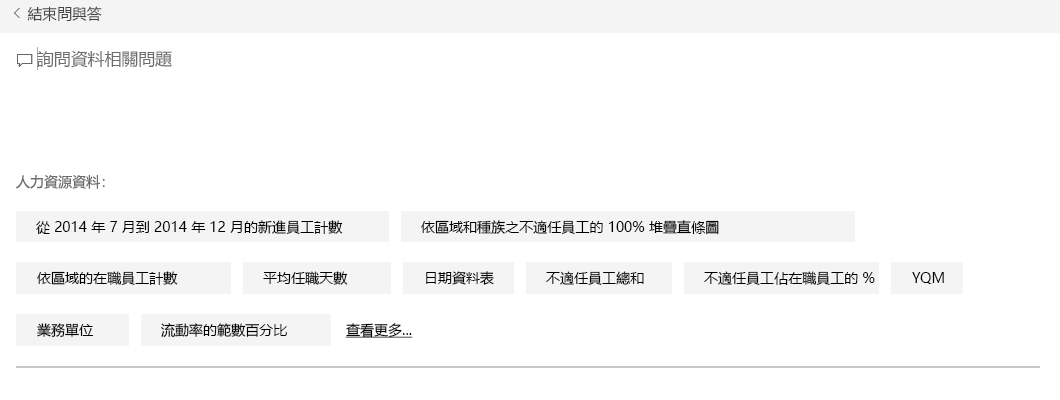 結束問與答
詢問資料相關問題
人力資源資料:
從 2014 年 7 月到 2014 年 12 月的新進員工計數
依區域和種族之不適任員工的 100% 堆疊直條圖
依區域的在職員工計數
平均任職天數
日期資料表
不適任員工總和
不適任員工佔在職員工的 %
YQM
業務單位
流動率的範數百分比
查看更多...